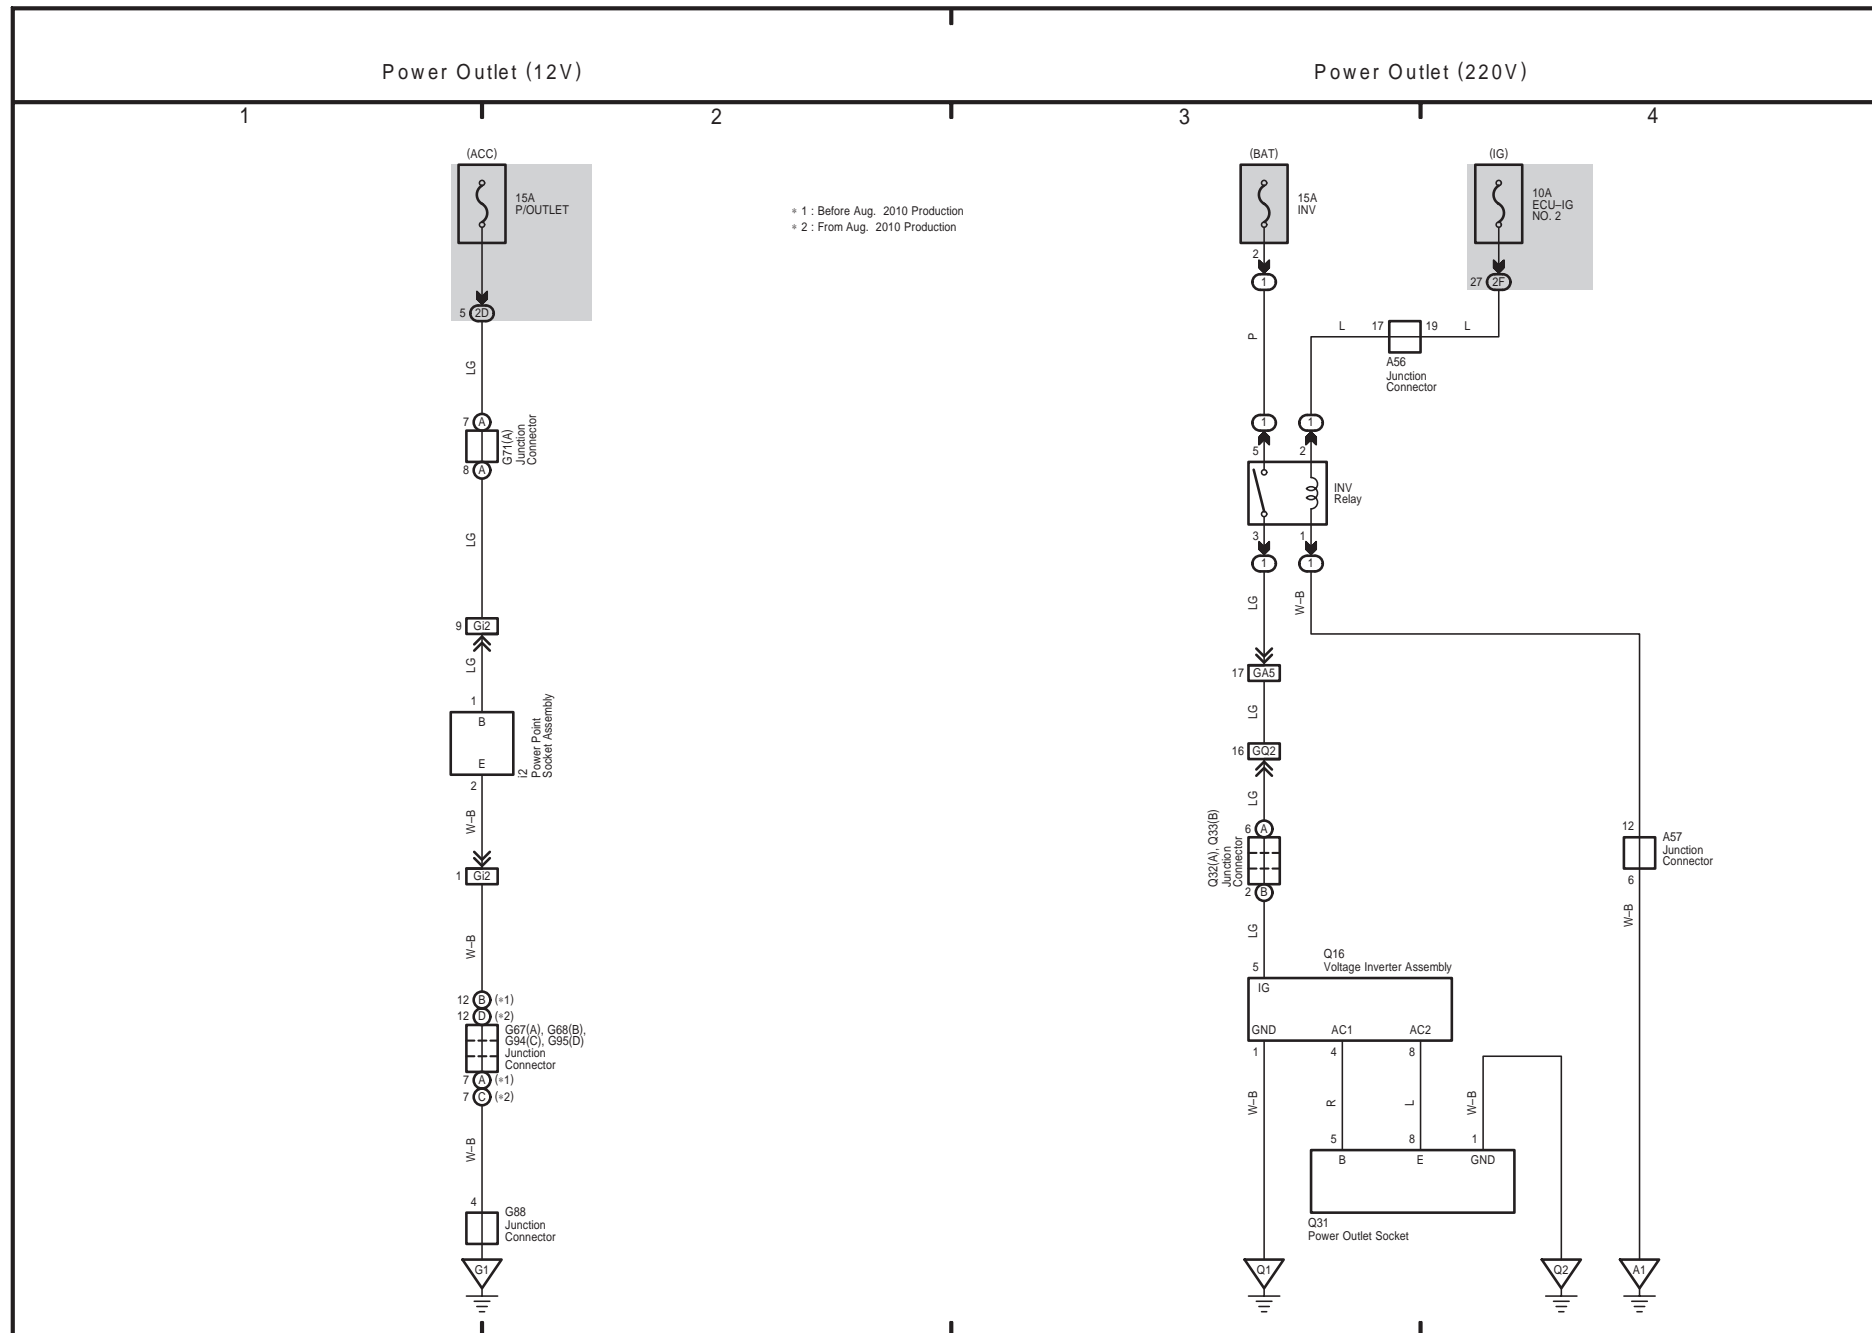 Power Outlet (12V)
Power Outlet (220V)
1
2
3
4
(ACC)
15A
P/OUTLET
5 2D
LG
7 A
G71(A)
Junction
Connector
8 A
LG
9 Gi2
LG
1
B
E
i2
Power Point
Socket Assembly
2
W–B
1 Gi2
W–B
12 B (*1)
12 D (*2)
G67(A), G68(B),
G94(C), G95(D)
Junction
Connector
7 A (*1)
7 C (*2)
W–B
4
G88
Junction
Connector
G1
* 1 : Before Aug. 2010 Production
* 2 : From Aug. 2010 Production
(BAT)
15A
INV
2
1
P
(IG)
10A
ECU–IG
NO. 2
27 2F
L 17 19 L
A56
Junction
Connector
1 1
5 2
INV
Relay
3 1
1 1
LG
W–B
17 GA5
LG
16 GQ2
LG
6 A
Q32(A), Q33(B)
Junction
Connector
2 B
LG
12
A57
Junction
Connector
6
W–B
Q16
Voltage Inverter Assembly
5
IG
GND AC1 AC2
1 4 8
W–B
R
L
W–B
5 8 1
B E GND
Q31
Power Outlet Socket
Q1
Q2
A1